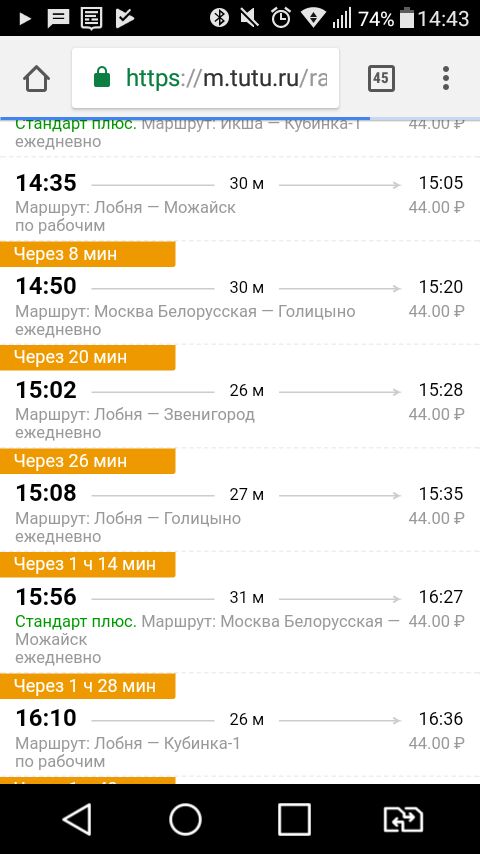 74% 14:43
https://m.tutu.ru/ra
45
Стандарт плюс. Маршрут: Икша — Кубинка-1 44.00 ₽
ежедневно
14:35 30 м 15:05
Маршрут: Лобня — Можайск 44.00 ₽
по рабочим
Через 8 мин
14:50 30 м 15:20
Маршрут: Москва Белорусская — Голицыно 44.00 ₽
ежедневно
Через 20 мин
15:02 26 м 15:28
Маршрут: Лобня — Звенигород 44.00 ₽
ежедневно
Через 26 мин
15:08 27 м 15:35
Маршрут: Лобня — Голицыно 44.00 ₽
ежедневно
Через 1 ч 14 мин
15:56 31 м 16:27
Стандарт плюс. Маршрут: Москва Белорусская — 44.00 ₽
Можайск
ежедневно
Через 1 ч 28 мин
16:10 26 м 16:36
Маршрут: Лобня — Кубинка-1 44.00 ₽
по рабочим